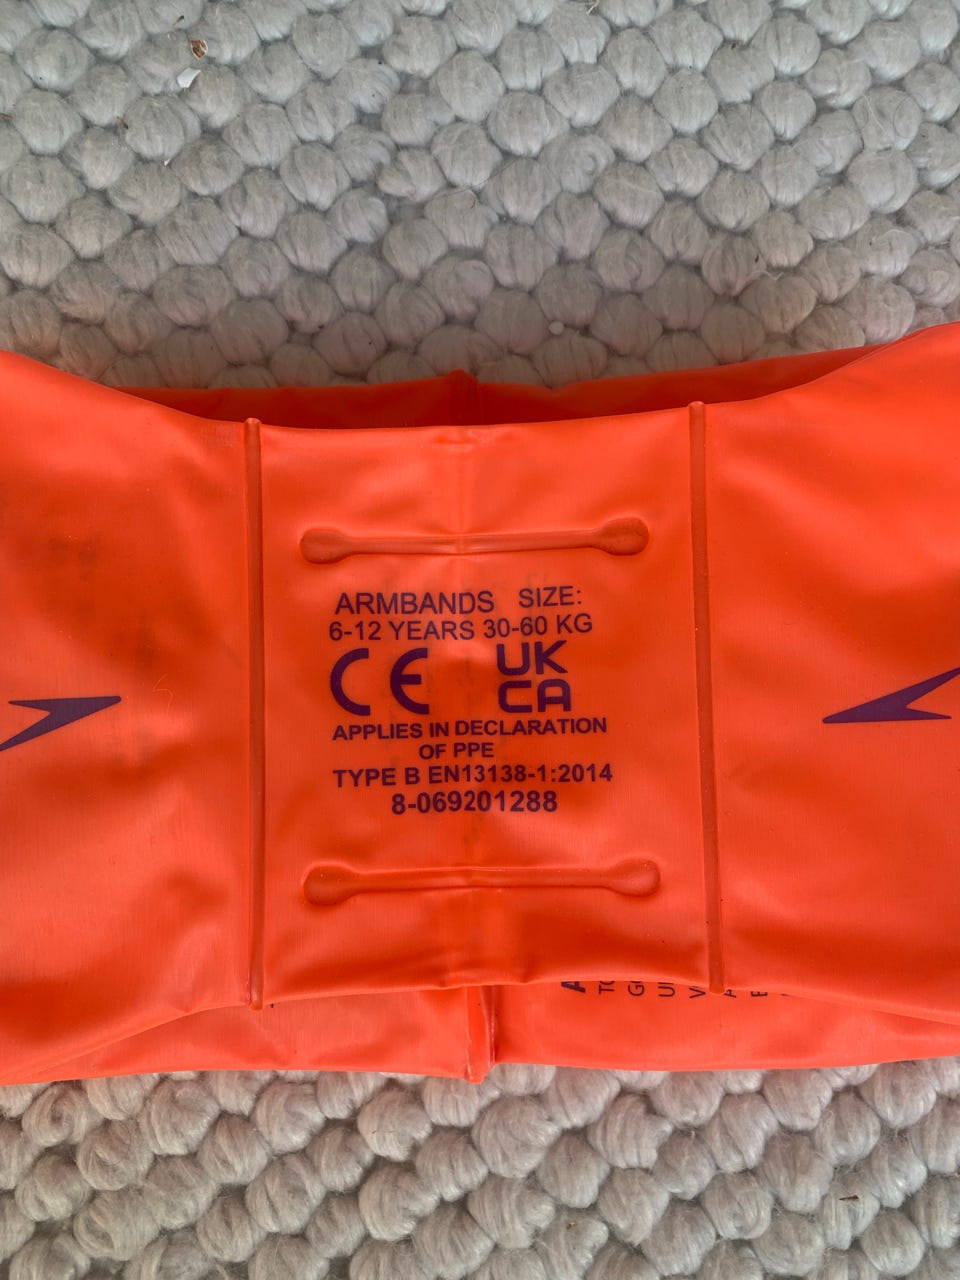 ARMBANDS SIZE:
6-12 YEARS 30-60 KG
CE UK
CA
APPLIES IN DECLARATION
OF PPE
TYPE B EN13138-1:2014
8-069201288